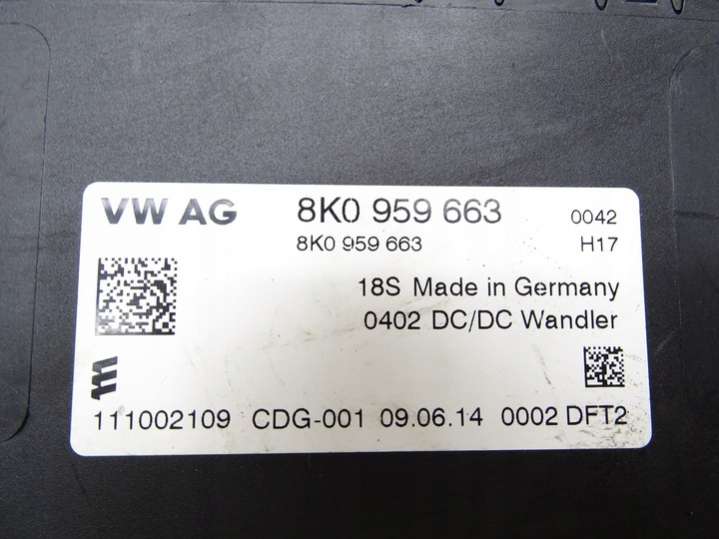 VW AG 8K0 959 663 0042
8K0 959 663 H17
18S Made in Germany
0402 DC/DC Wandler
111002109 CDG-001 09.06.14 0002 DFT2